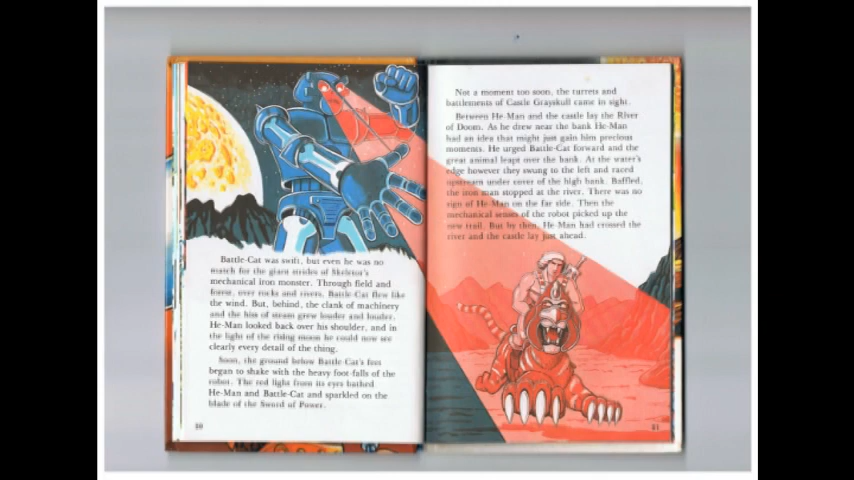 Battle-Cat was swift, but even he was no
match for the giant strides of Skeletor's
mechanical iron monster. Through field and
forest, over rocks and rivers, Battle-Cat flew like
the wind. But, behind, the clank of machinery
and the hiss of steam grew louder and louder.
He-Man looked back over his shoulder, and in
the light of the rising moon he could now see
clearly every detail of the thing.
Soon, the ground below Battle-Cat's feet
began to shake with the heavy foot-falls of the
robot. The red light from its eyes bathed
He-Man and Battle-Cat and sparkled on the
blade of the Sword of Power.
50
Not a moment too soon, the turrets and
battlements of Castle Grayskull came in sight.
Between He-Man and the castle lay the River
of Doom. As he drew near the bank He-Man
had an idea that might just gain him precious
moments. He urged Battle-Cat forward and the
great animal leapt over the bank. At the water's
edge however they swung to the left and raced
upstream under cover of the high bank. Baffled,
the iron man stopped at the river. There was no
sign of He-Man on the far side. Then the
mechanical senses of the robot picked up the
new trail. But by then, He-Man had crossed the
river and the castle lay just ahead.
51